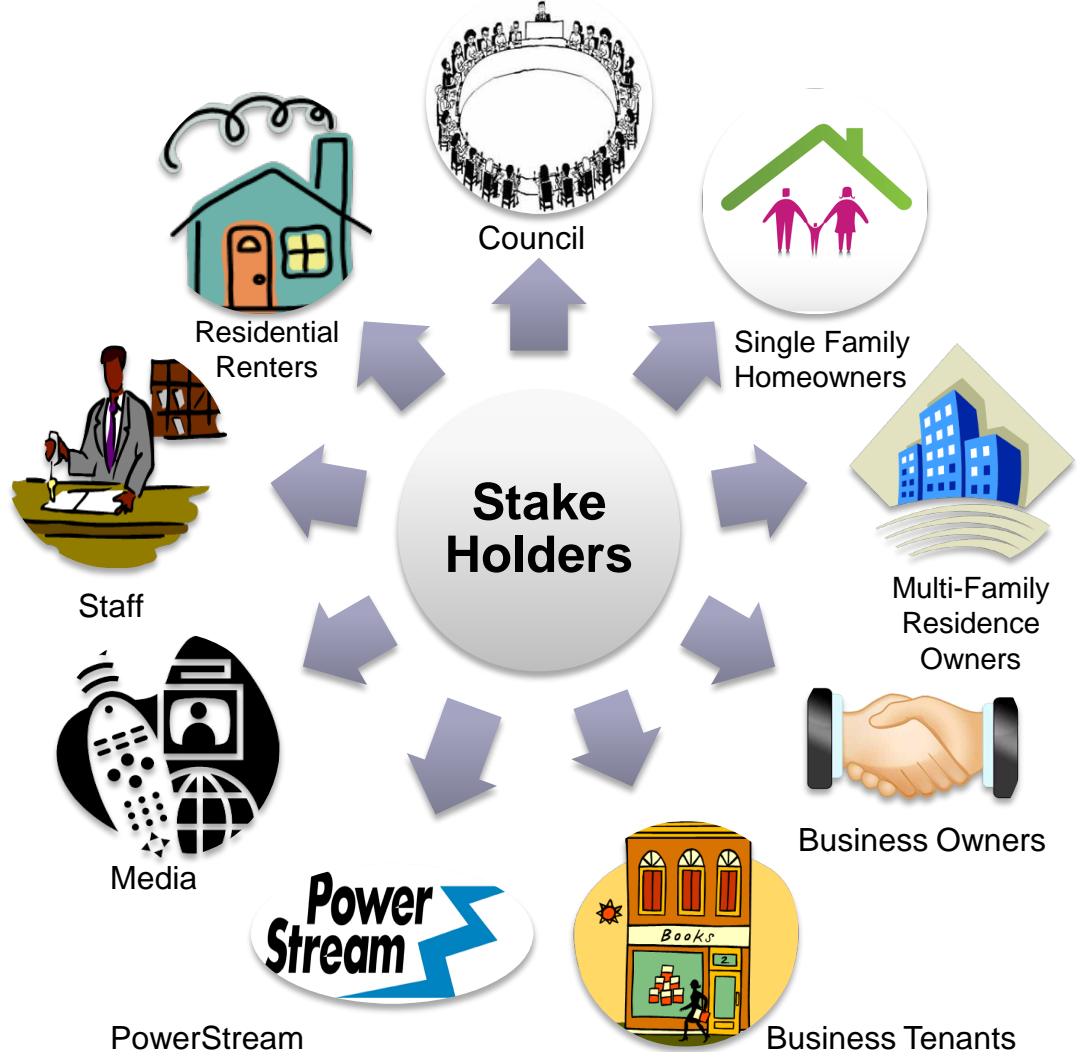 Council
Single Family
Homeowners
Multi-Family
Residence
Owners
Business Owners
Books
2
Business Tenants
Power
Stream
PowerStream
Media
Staff
Residential
Renters
Stake
Holders